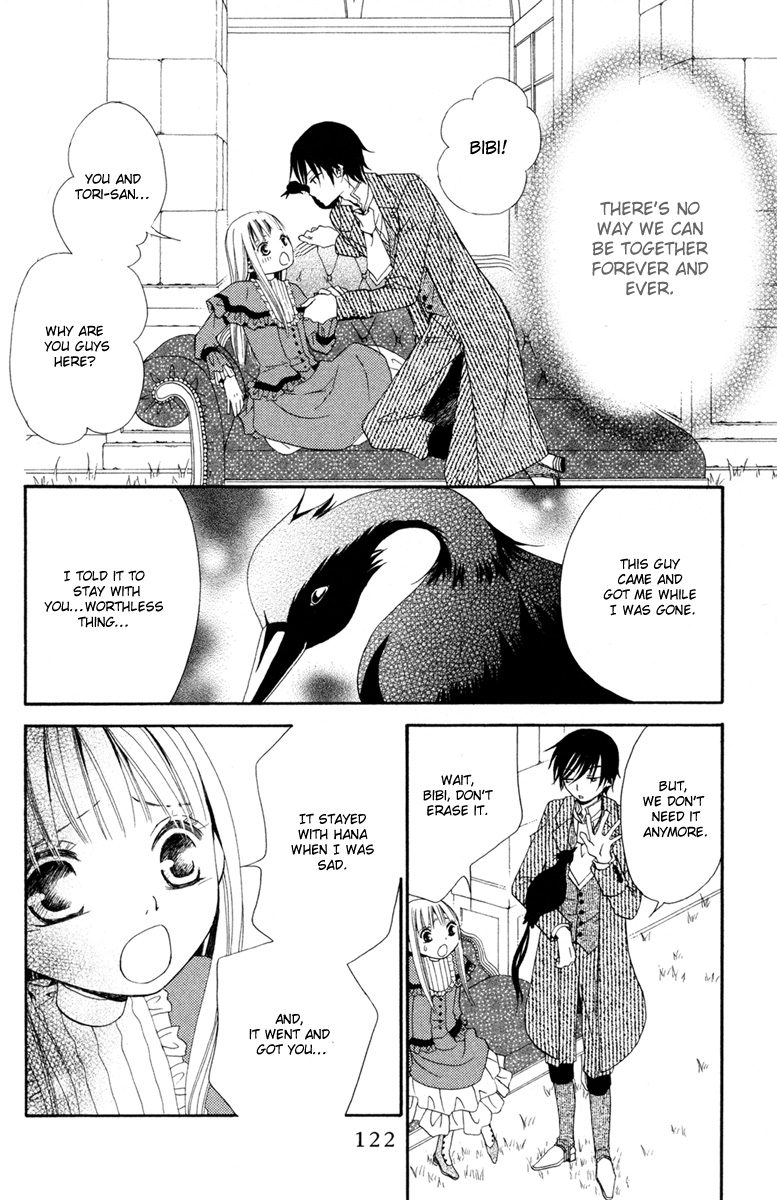 THERE'S NO
WAY WE CAN
BE TOGETHER
FOREVER AND
EVER.
BIBI!
YOU AND
TORI-SAN...
WHY ARE
YOU GUYS
HERE?
THIS GUY
CAME AND
GOT ME WHILE
I WAS GONE.
I TOLD IT TO
STAY WITH
YOU...WORTHLESS
THING...
BUT,
WE DON'T
NEED IT
ANYMORE.
WAIT,
BIBI, DON'T
ERASE IT.
IT STAYED
WITH HANA
WHEN I WAS
SAD.
AND,
IT WENT AND
GOT YOU...
122